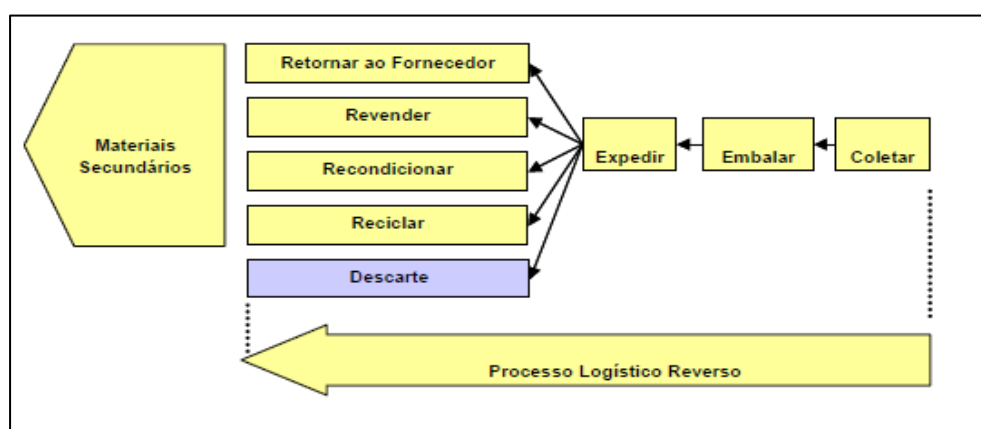 Retornar ao Fornecedor
Revender
Materiais
Secundários
Recondicionar
Expedir
Embalar
Coletar
Reciclar
Descarte
Processo Logístico Reverso